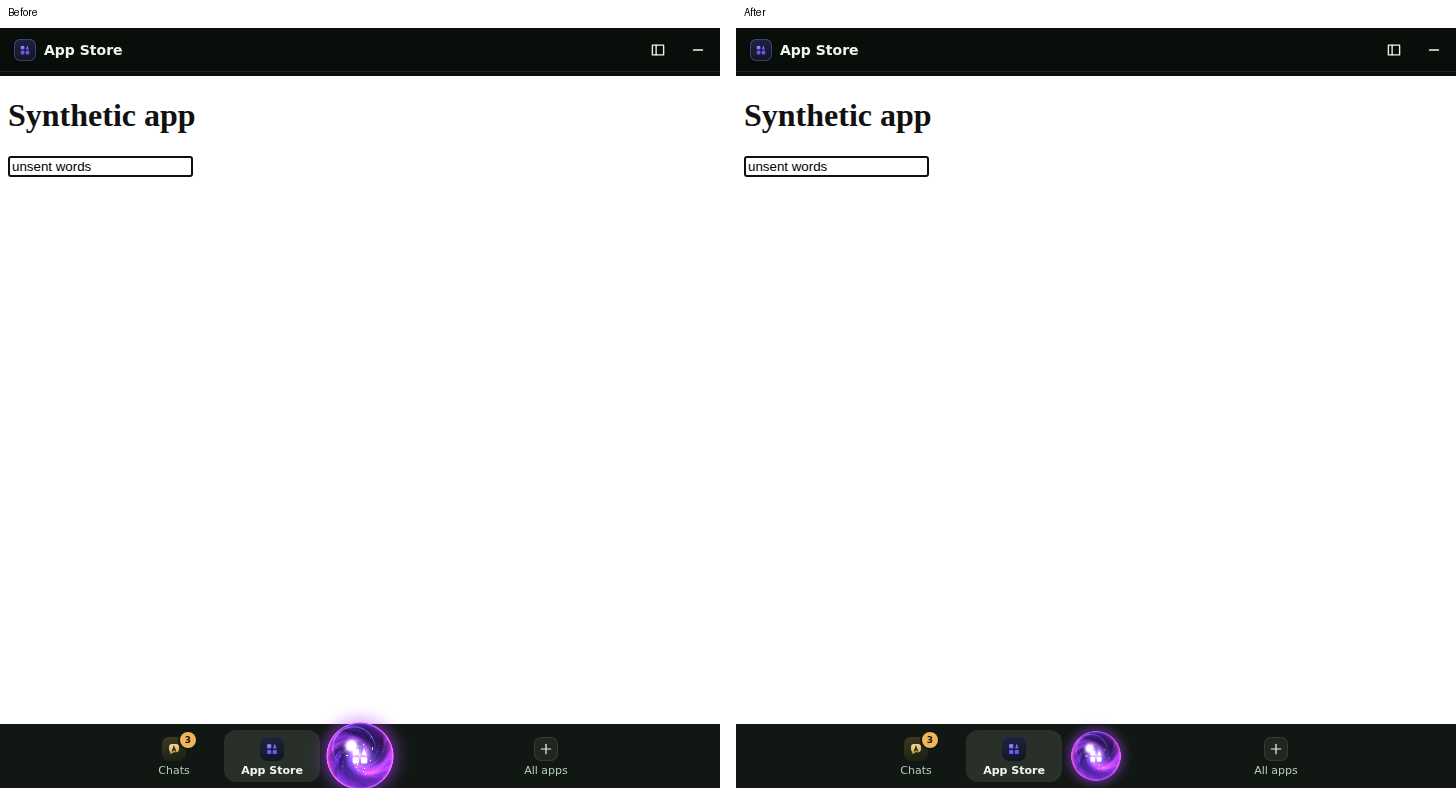 Before
After
App Store
App Store
Synthetic app
Synthetic app
unsent words
unsent words
3
Chats
App Store
All apps
3
Chats
App Store
All apps